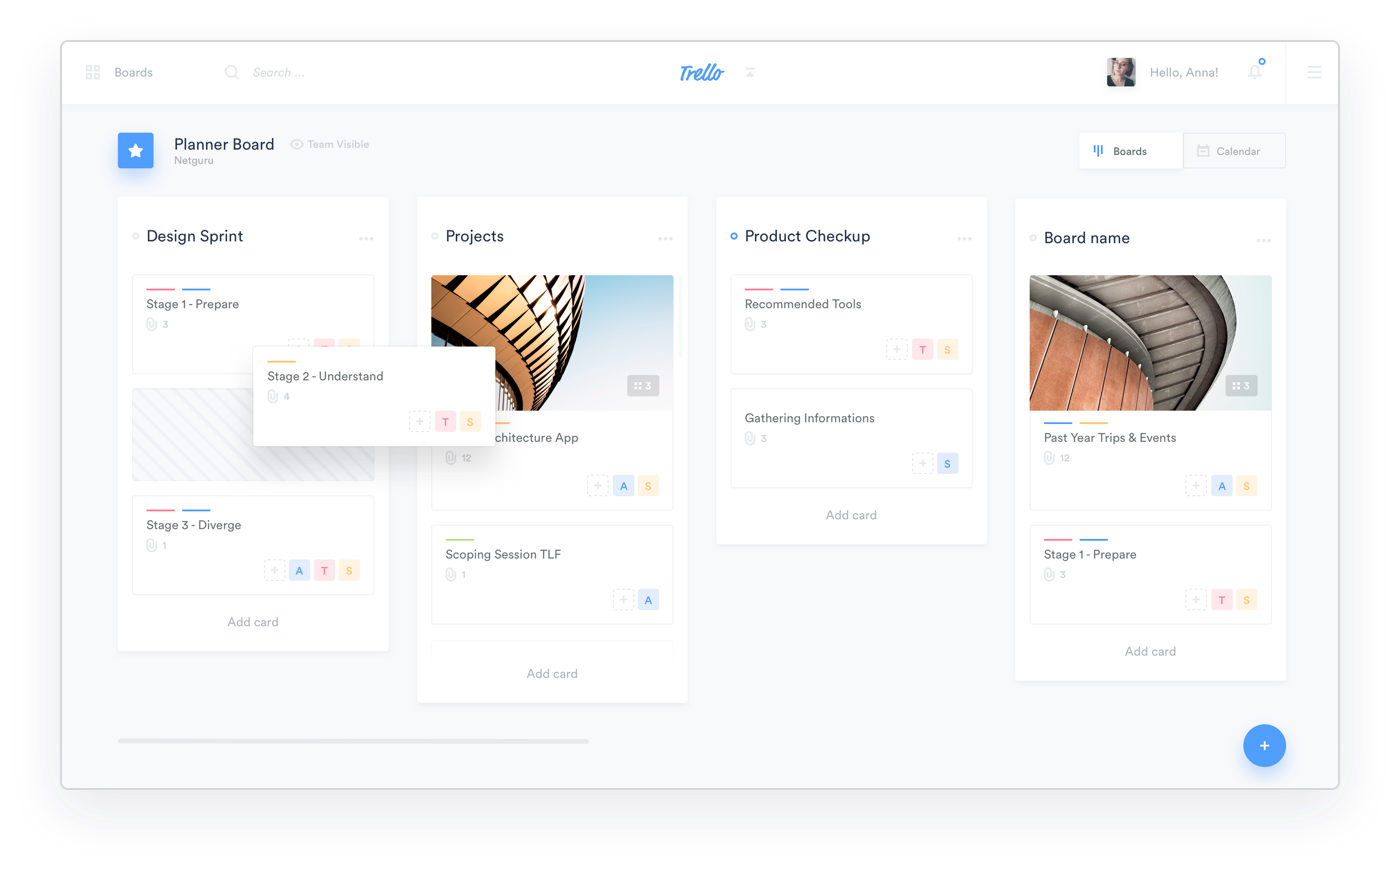 Boards
Search ...
Trello
Hello, Anna!
Planner Board
Team Visible
Netguru
Boards
Calendar
Design Sprint
Stage 1 - Prepare
3
Stage 2 - Understand
4
T S
Stage 3 - Diverge
1
A T S
Add card
Projects
3
chitecture App
12
A S
Scoping Session TLF
1
A
Add card
Product Checkup
Recommended Tools
3
T S
Gathering Informations
3
S
Add card
Board name
3
Past Year Trips & Events
12
A S
Stage 1 - Prepare
3
T S
Add card